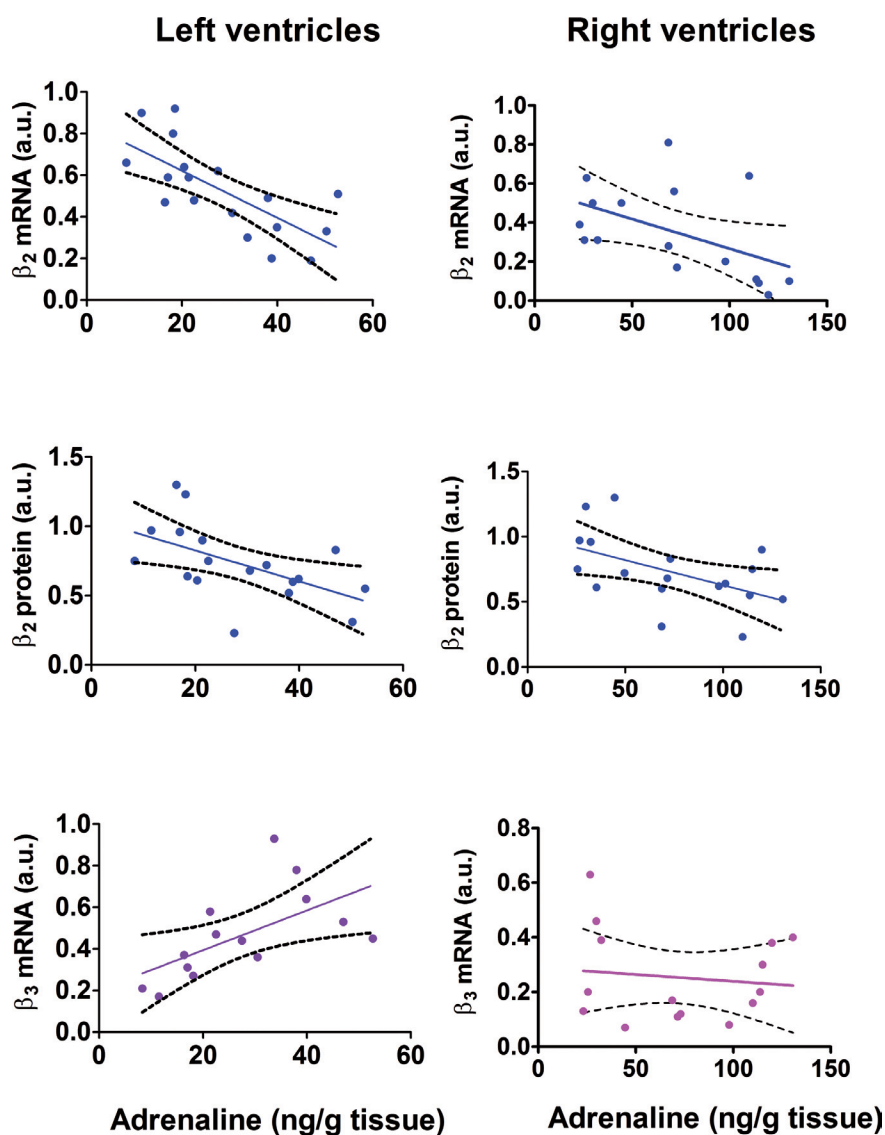 Left ventricles Right ventricles
β2 mRNA (a.u.)
1.0
0.8
0.6
0.4
0.2
0.0
0 20 40 60
β2 mRNA (a.u.)
1.0
0.8
0.6
0.4
0.2
0.0
0 50 100 150
β2 protein (a.u.)
1.5
1.0
0.5
0.0
0 20 40 60
β2 protein (a.u.)
1.5
1.0
0.5
0.0
0 50 100 150
β3 mRNA (a.u.)
1.0
0.8
0.6
0.4
0.2
0.0
0 20 40 60
Adrenaline (ng/g tissue)
β3 mRNA (a.u.)
0.8
0.6
0.4
0.2
0.0
0 50 100 150
Adrenaline (ng/g tissue)